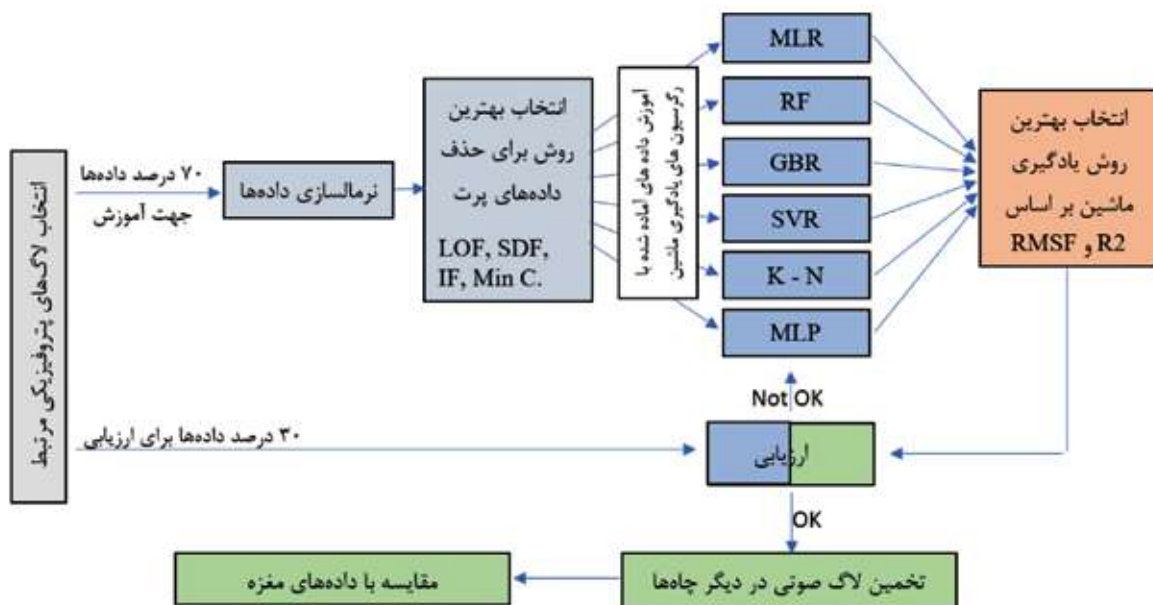 انتخاب لاگ‌های پتروفیزیکی مرتبط
۷۰ درصد داده‌ها
جهت آموزش
نرمالسازی داده‌ها
انتخاب بهترین
روش برای حذف
داده‌های پرت
LOF, SDF,
IF, Min C.
آموزش داده های آماده شده با
رگرسیون های یادگیری ماشین
MLR
RF
GBR
SVR
K - N
MLP
انتخاب بهترین
روش یادگیری
ماشین بر اساس
RMSF و R2
Not OK
۳۰ درصد داده‌ها برای ارزیابی
ارزیابی
OK
تخمین لاگ صوتی در دیگر چاه‌ها
مقایسه با داده‌های مغزه